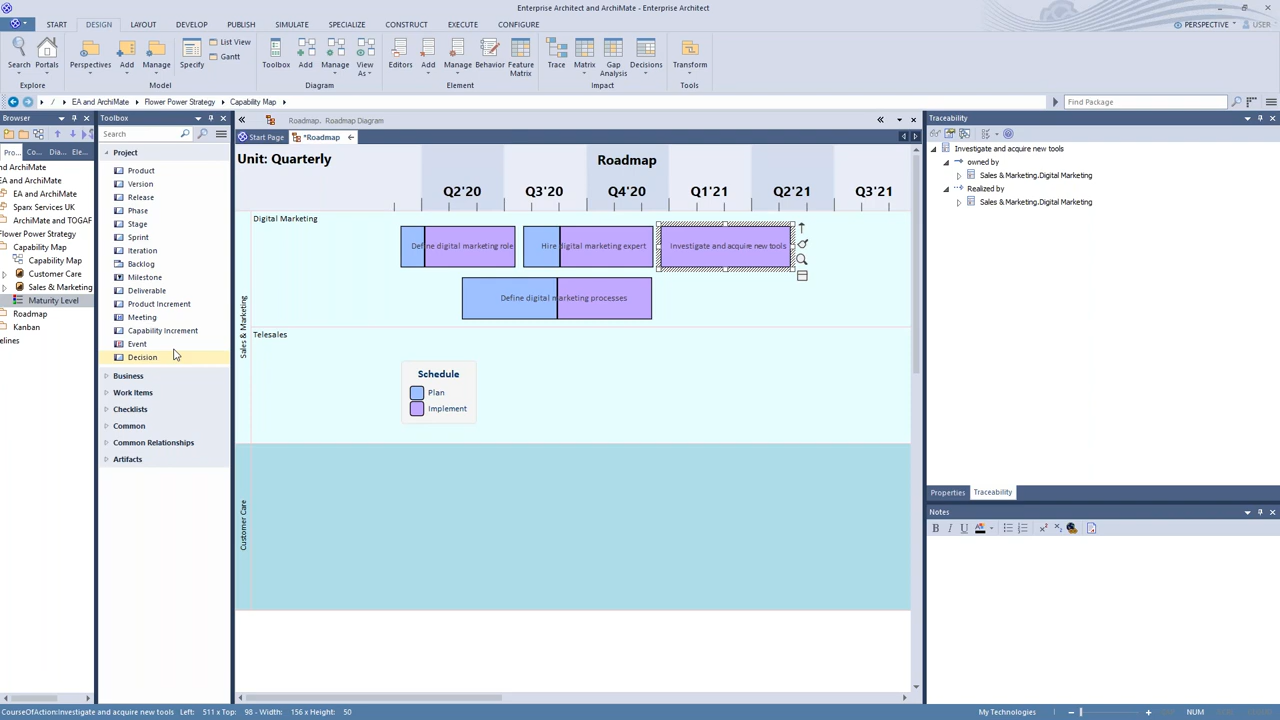 Enterprise Architect and ArchiMate - Enterprise Architect
START DESIGN LAYOUT DEVELOP PUBLISH SIMULATE SPECIALIZE CONSTRUCT EXECUTE CONFIGURE
PERSPECTIVE USER
List View
Gantt
Search Portals Perspectives Add Manage Specify Toolbox Add Manage View As Editors Add Manage Behavior Feature Matrix Trace Matrix Gap Analysis Decisions Transform
Explore Model Diagram Element Impact Tools
/ EA and ArchiMate Flower Power Strategy Capability Map
Find Package
Browser
Pro... Co... Dia... Ele...
nd ArchiMate
EA and ArchiMate
EA and ArchiMate
Sparx Services UK
ArchiMate and TOGAF
Flower Power Strategy
Capability Map
Capability Map
Customer Care
Sales & Marketing
Maturity Level
Roadmap
Kanban
elines
Toolbox
Search
Project
Product
Version
Release
Phase
Stage
Sprint
Iteration
Backlog
Milestone
Deliverable
Product Increment
Meeting
Capability Increment
Event
Decision
Business
Work Items
Checklists
Common
Common Relationships
Artifacts
Roadmap. Roadmap Diagram
Start Page *Roadmap
Unit: Quarterly
Roadmap
Q2'20 Q3'20 Q4'20 Q1'21 Q2'21 Q3'21
Sales & Marketing
Digital Marketing
Define digital marketing role
Hire digital marketing expert
Investigate and acquire new tools
Define digital marketing processes
Telesales
Schedule
Plan
Implement
Customer Care
Traceability
Investigate and acquire new tools
owned by
Sales & Marketing.Digital Marketing
Realized by
Sales & Marketing.Digital Marketing
Properties Traceability
Notes
B I U
CourseOfAction:Investigate and acquire new tools Left: 511 x Top: 98 - Width: 156 x Height: 50
My Technologies NUM